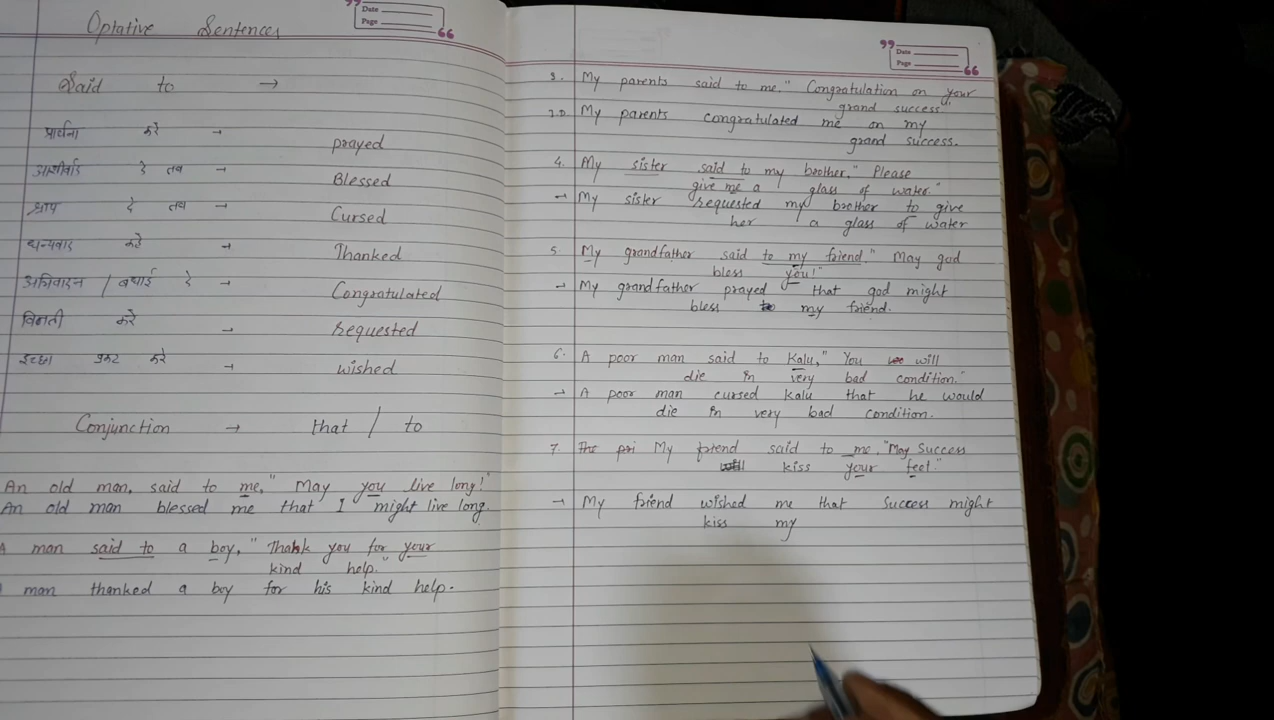 Optative Sentences
Date
Page
Said to →
प्रार्थना करे → prayed
आशीर्वाद दे तब → Blessed
श्राप दे तब → Cursed
धन्यवाद कहे → Thanked
अभिवादन / बधाई दे → Congratulated
विनती करे → requested
इच्छा प्रकट करे → wished
Conjunction → that / to
An old man, said to me, " May you live long!"
An old man blessed me that I might live long.
A man said to a boy, " Thank you for your
kind help.
man thanked a boy for his kind help.
Date
Page
3. My parents said to me, " Congratulation on your
grand success"
My parents congratulated me on my
grand success.
4. My sister said to my brother, " Please
give me a glass of water."
→ My sister requested my brother to give
her a glass of water
5. My grandfather said to my friend " May god
bless you!"
→ My grandfather prayed that god might
bless my friend.
6. A poor man said to Kalu, " You will
die in very bad condition."
→ A poor man cursed kalu that he would
die in very bad condition.
7. The pri My friend said to me, "May Success
kiss your feet."
→ My friend wished me that Success might
kiss my